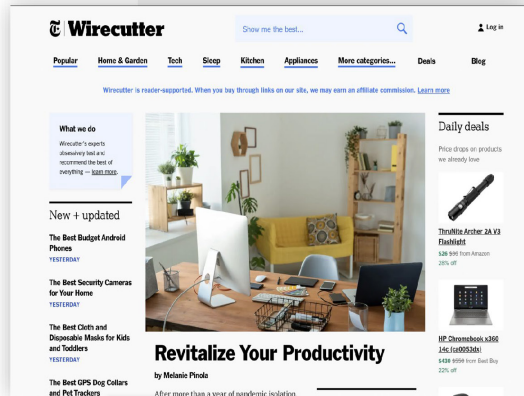 Wirecutter
Show me the best...
Log in
Popular Home & Garden Tech Sleep Kitchen Appliances More categories... Deals Blog
Wirecutter is reader-supported. When you buy through links on our site, we may earn an affiliate commission. Learn more
What we do
Wirecutter's experts
obsessively test and
recommend the best of
everything — learn more.
New + updated
The Best Budget Android
Phones
YESTERDAY
The Best Security Cameras
for Your Home
YESTERDAY
The Best Cloth and
Disposable Masks for Kids
and Toddlers
YESTERDAY
The Best GPS Dog Collars
and Pet Trackers
Revitalize Your Productivity
by Melanie Pinola
After more than a year of pandemic isolation
Daily deals
Price drops on products
we already love
ThruNite Archer 2A V3
Flashlight
from Amazon
28% off
HP Chromebook x360
14c (ca0053dx)
from Best Buy
22% off